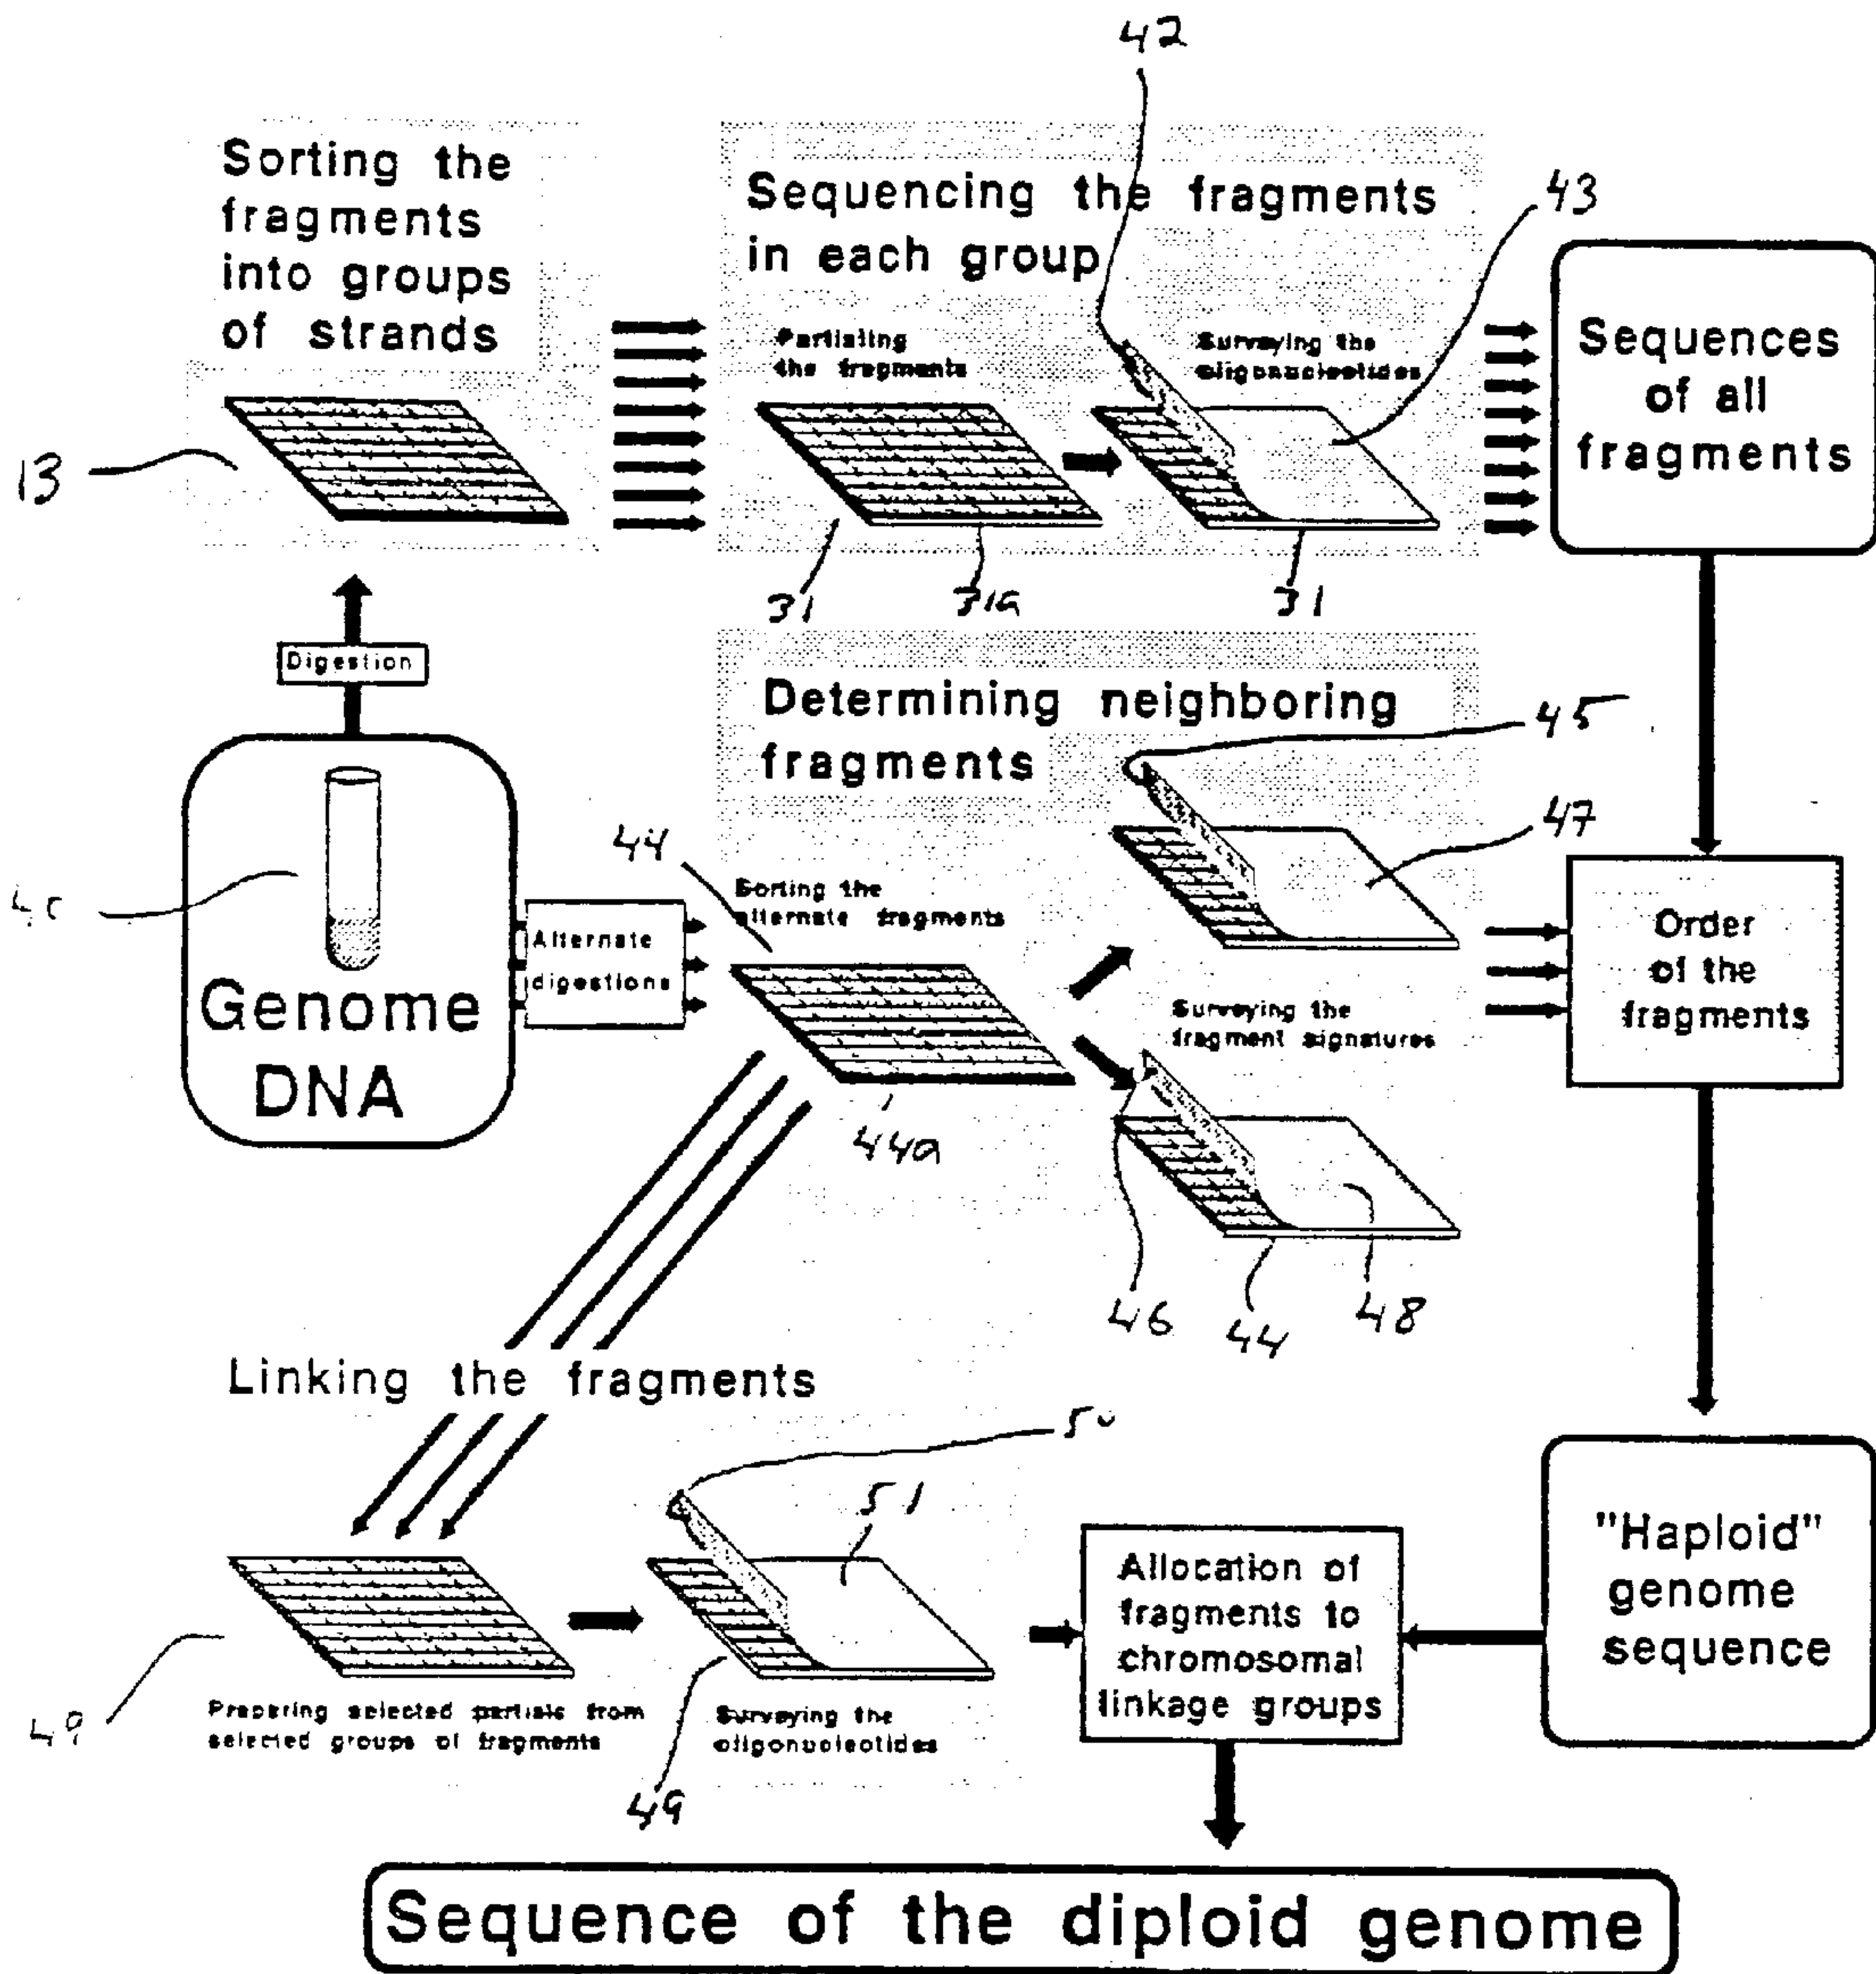 42
Sorting the
fragments
into groups
of strands
Sequencing the fragments
in each group
43
Partialing
the fragments
Surveying the
oligonucleotides
Sequences
of all
fragments
13
31
31a
31
Digestion
Determining neighboring
fragments
45
47
44
Sorting the
alternate fragments
Genome
DNA
Alternate
digestions
Surveying the
fragment signatures
Order
of the
fragments
44a
46
44
48
Linking the fragments
50
51
"Haploid"
genome
sequence
Allocation of
fragments to
chromosomal
linkage groups
49
Preparing selected partials from
selected groups of fragments
Surveying the
oligonucleotides
49
Sequence of the diploid genome